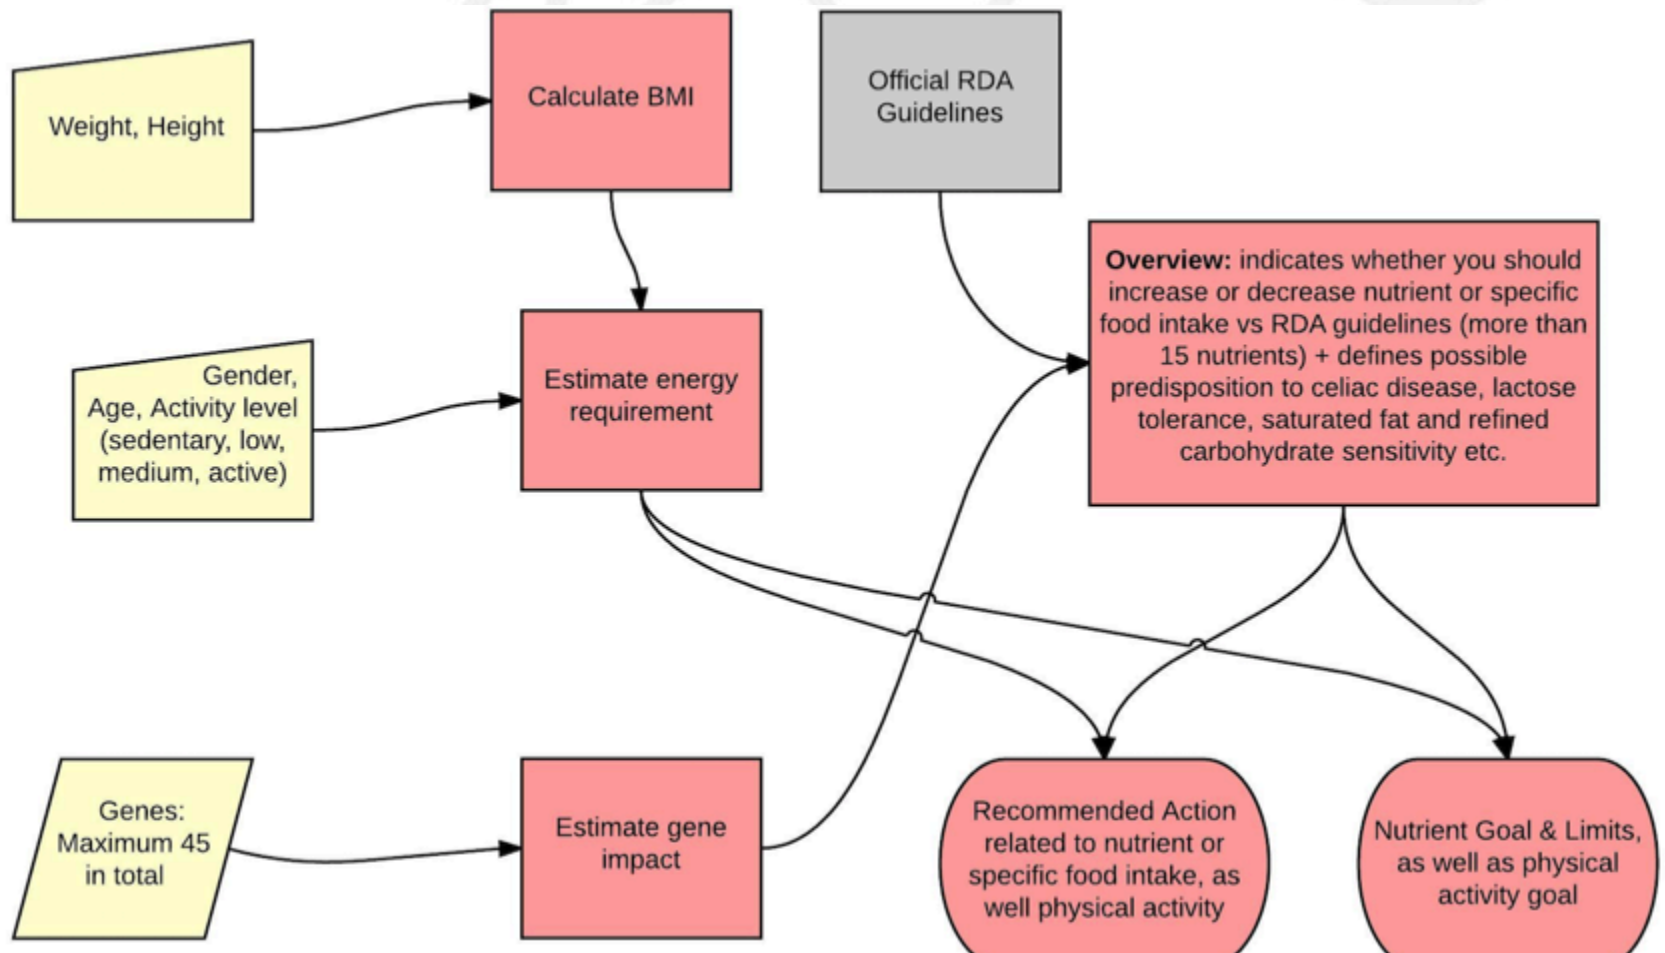 Weight, Height
Calculate BMI
Official RDA
Guidelines
Overview: indicates whether you should
increase or decrease nutrient or specific
food intake vs RDA guidelines (more than
15 nutrients) + defines possible
predisposition to celiac disease, lactose
tolerance, saturated fat and refined
carbohydrate sensitivity etc.
Gender,
Age, Activity level
(sedentary, low,
medium, active)
Estimate energy
requirement
Genes:
Maximum 45
in total
Estimate gene
impact
Recommended Action
related to nutrient or
specific food intake, as
well physical activity
Nutrient Goal & Limits,
as well as physical
activity goal